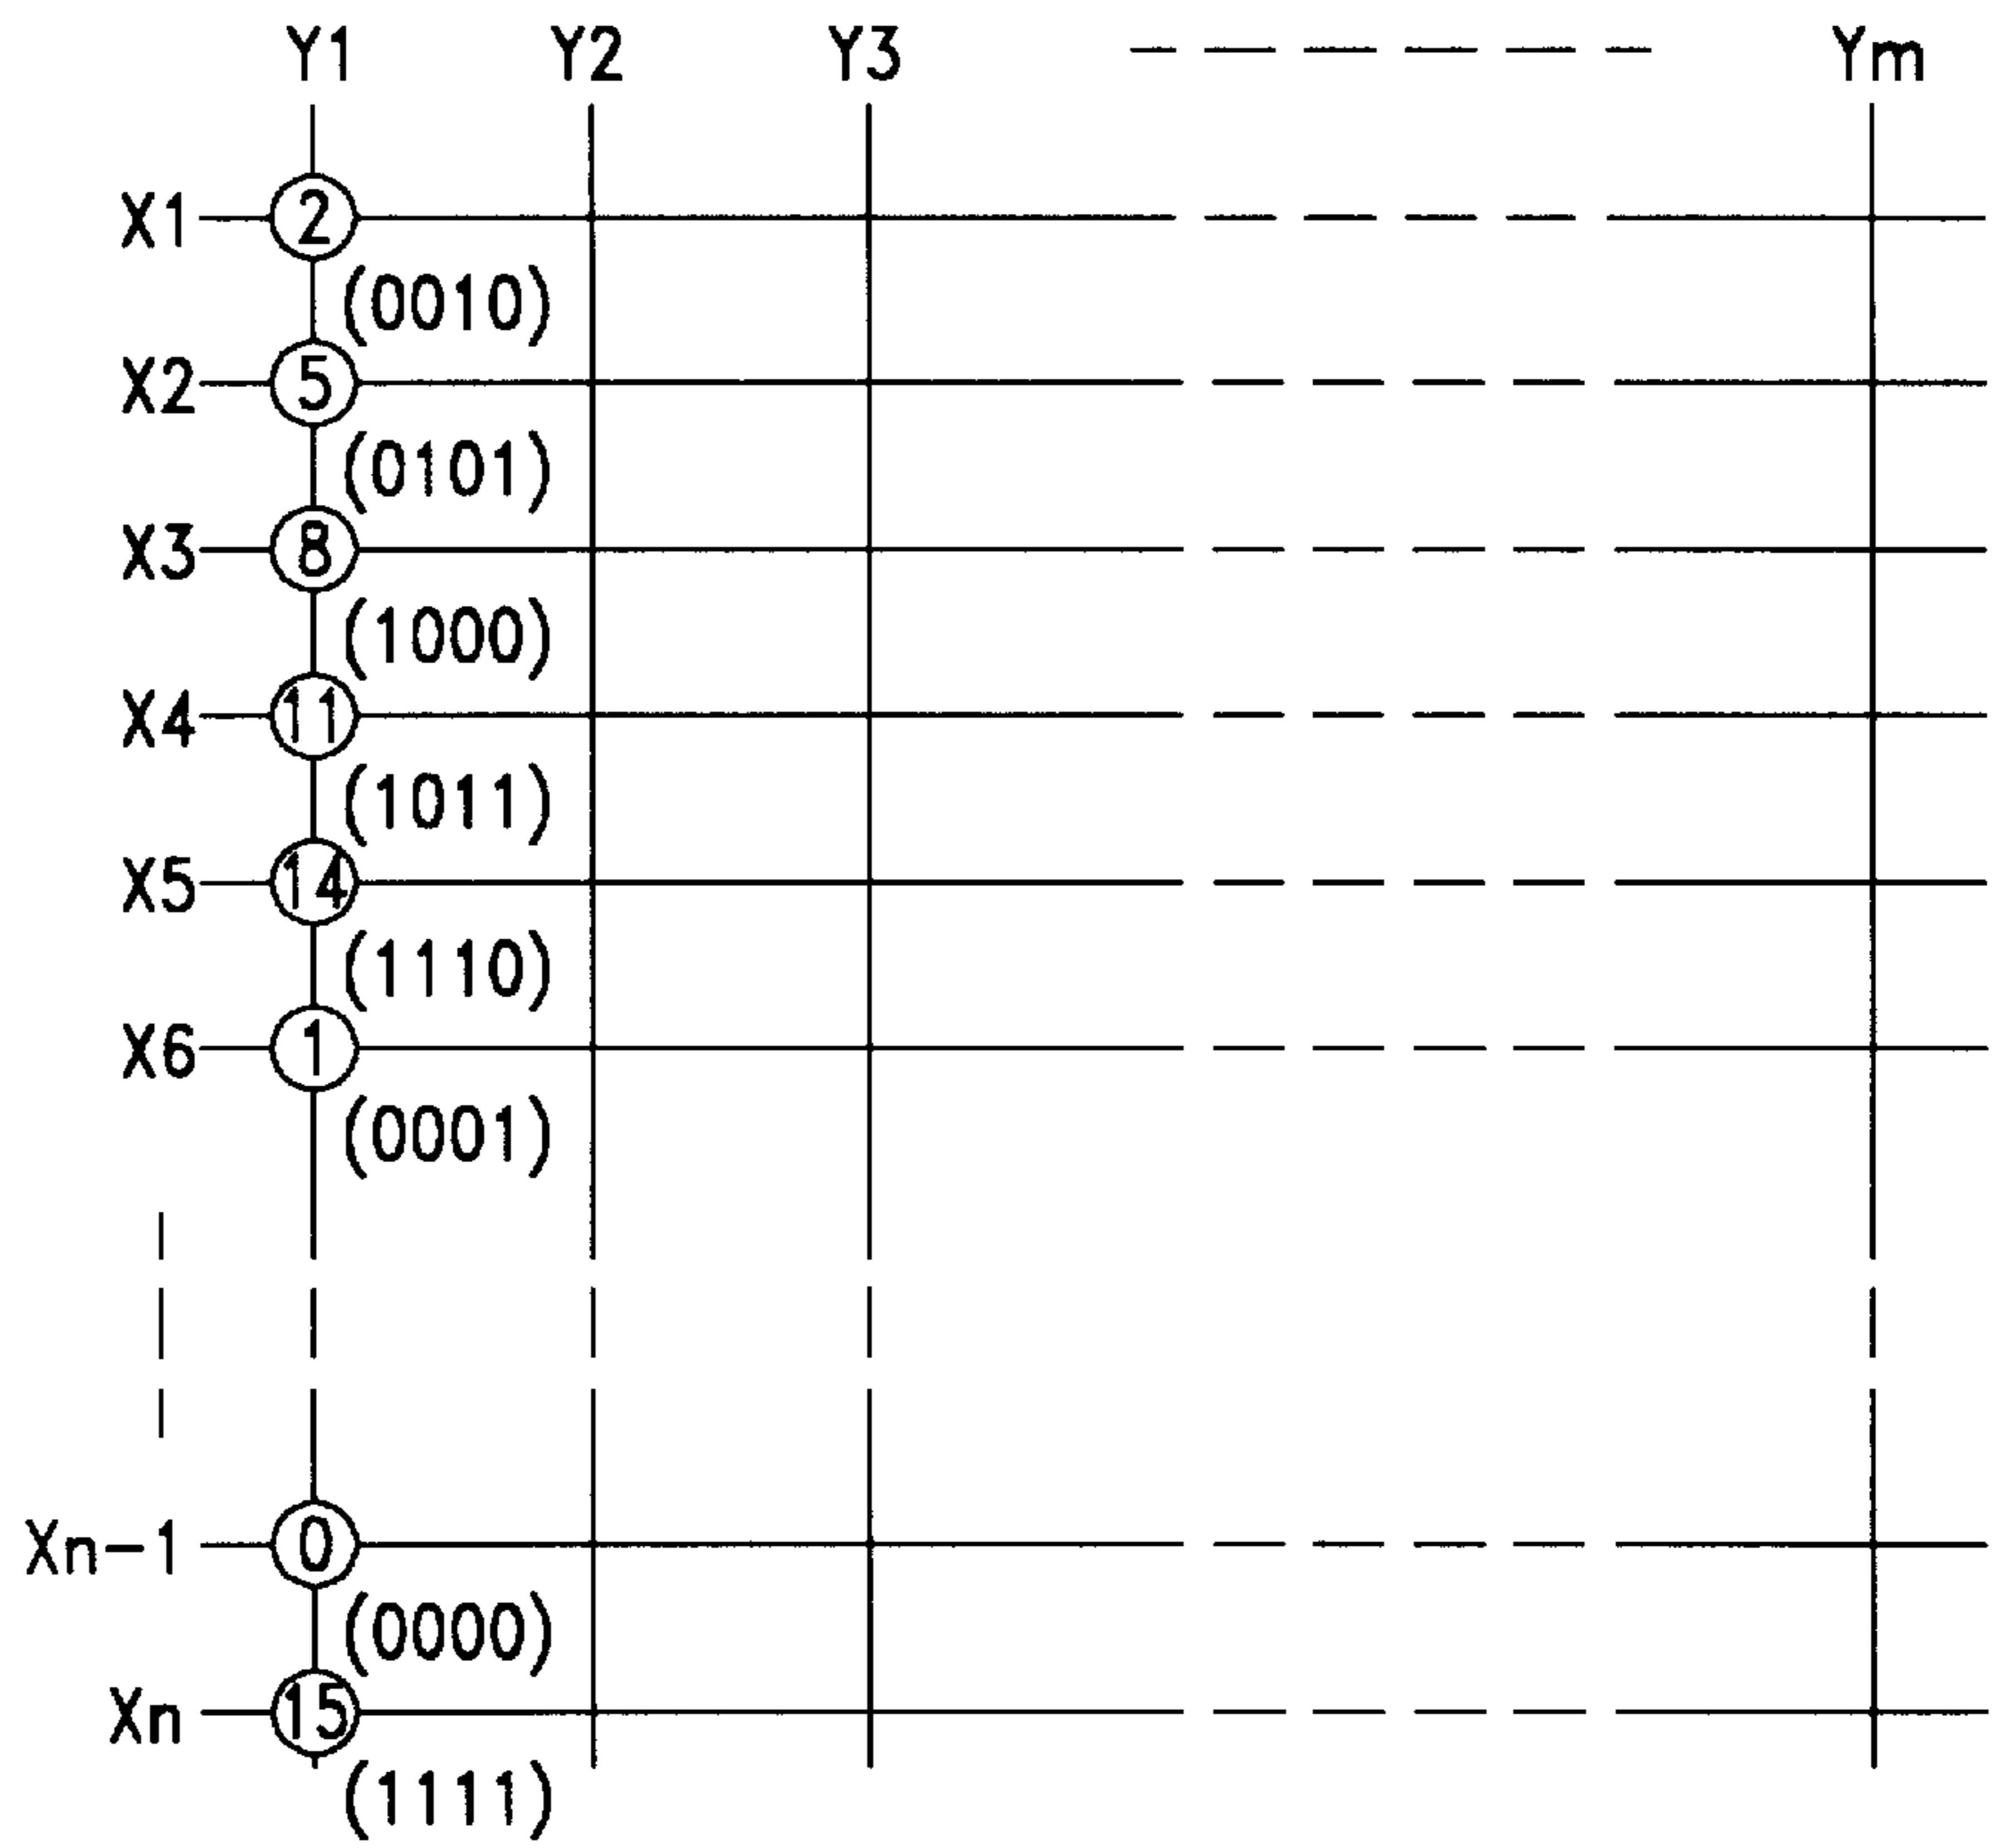 Y1 Y2 Y3 Ym
X1 2
(0010)
X2 5
(0101)
X3 8
(1000)
X4 11
(1011)
X5 14
(1110)
X6 1
(0001)
Xn-1 0
(0000)
Xn 15
(1111)